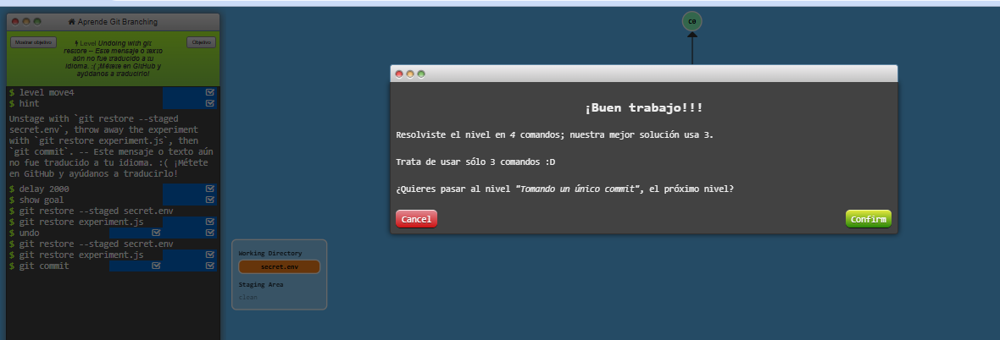 Aprende Git Branching
Mostrar objetivo
Level Undoing with git
restore -- Este mensaje o texto
aún no fue traducido a tu
idioma. :( ¡Métete en GitHub y
ayúdanos a traducirlo!
Objetivo
$ level move4
$ hint
Unstage with `git restore --staged
secret.env`, throw away the experiment
with `git restore experiment.js`, then
`git commit`. -- Este mensaje o texto aún
no fue traducido a tu idioma. :( ¡Métete
en GitHub y ayúdanos a traducirlo!
$ delay 2000
$ show goal
$ git restore --staged secret.env
$ git restore experiment.js
$ undo
$ git restore --staged secret.env
$ git restore experiment.js
$ git commit
Working Directory
secret.env
Staging Area
clean
C0
¡Buen trabajo!!!
Resolviste el nivel en 4 comandos; nuestra mejor solución usa 3.
Trata de usar sólo 3 comandos :D
¿Quieres pasar al nivel "Tomando un único commit", el próximo nivel?
Cancel
Confirm